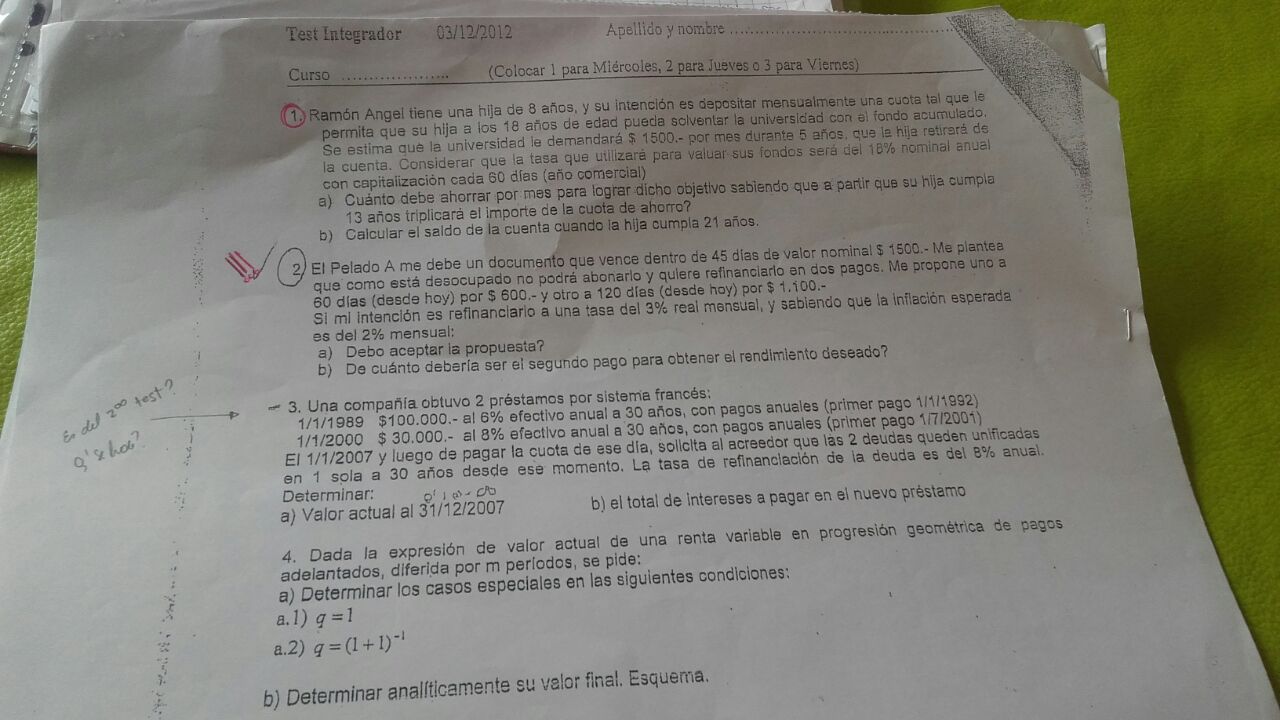 Test Integrador 03/12/2012 Apellido y nombre ..................................................
Curso .................... (Colocar 1 para Miércoles, 2 para Jueves o 3 para Viernes)
1. Ramón Angel tiene una hija de 8 años, y su intención es depositar mensualmente una cuota tal que le
permita que su hija a los 18 años de edad pueda solventar la universidad con el fondo acumulado.
Se estima que la universidad le demandará $ 1500.- por mes durante 5 años, que la hija retirará de
la cuenta. Considerar que la tasa que utilizará para valuar sus fondos será del 18% nominal anual
con capitalización cada 60 días (año comercial)
a) Cuánto debe ahorrar por mes para lograr dicho objetivo sabiendo que a partir que su hija cumpla
13 años triplicará el importe de la cuota de ahorro?
b) Calcular el saldo de la cuenta cuando la hija cumpla 21 años.
2 El Pelado A me debe un documento que vence dentro de 45 días de valor nominal $ 1500.- Me plantea
que como está desocupado no podrá abonarlo y quiere refinanciarlo en dos pagos. Me propone uno a
60 días (desde hoy) por $ 600.- y otro a 120 días (desde hoy) por $ 1.100.-
Si mi intención es refinanciarlo a una tasa del 3% real mensual, y sabiendo que la inflación esperada
es del 2% mensual:
a) Debo aceptar la propuesta?
b) De cuánto debería ser el segundo pago para obtener el rendimiento deseado?
Es del 2do test?
3. Una compañía obtuvo 2 préstamos por sistema francés:
1/1/1989 $100.000.- al 6% efectivo anual a 30 años, con pagos anuales (primer pago 1/1/1992)
1/1/2000 $ 30.000.- al 8% efectivo anual a 30 años, con pagos anuales (primer pago 1/7/2001)
El 1/1/2007 y luego de pagar la cuota de ese día, solicita al acreedor que las 2 deudas queden unificadas
en 1 sola a 30 años desde ese momento. La tasa de refinanciación de la deuda es del 8% anual.
Determinar:
a) Valor actual al 31/12/2007 b) el total de intereses a pagar en el nuevo préstamo
4. Dada la expresión de valor actual de una renta variable en progresión geométrica de pagos
adelantados, diferida por m períodos, se pide:
a) Determinar los casos especiales en las siguientes condiciones:
a.1) q = 1
a.2) q = (1 + 1)⁻¹
b) Determinar analíticamente su valor final. Esquema.